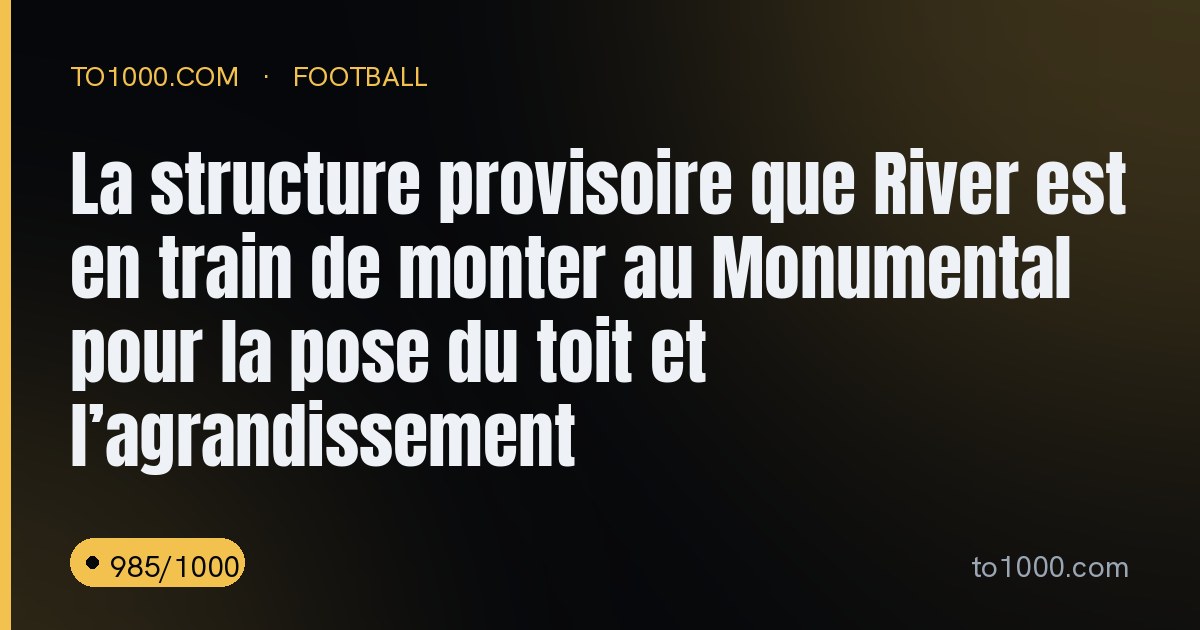 TO1000.COM · FOOTBALL
La structure provisoire que River est
en train de monter au Monumental
pour la pose du toit et
l’agrandissement
985/1000
to1000.com